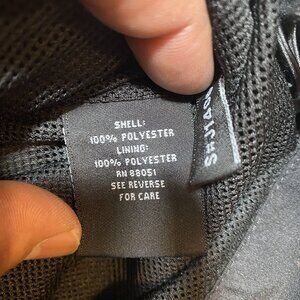 SHELL:
100% POLYESTER
LINING:
100% POLYESTER
RN 88051
SEE REVERSE
FOR CARE